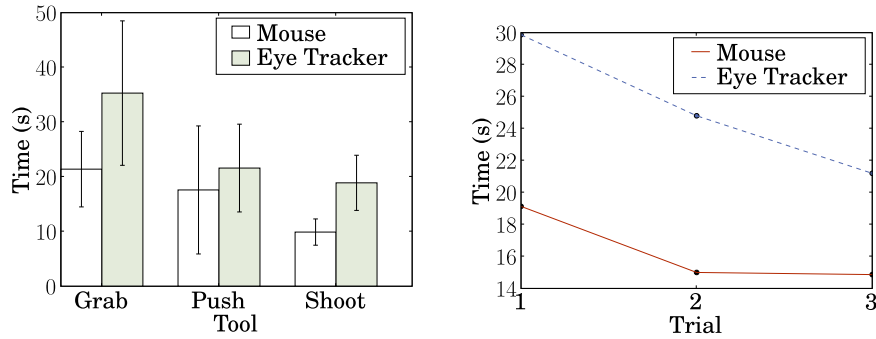 50
40
30
20
10
0
Time (s)
Mouse
Eye Tracker
Grab Push Shoot
Tool
30
28
26
24
22
20
18
16
14
Time (s)
Mouse
Eye Tracker
1 2 3
Trial